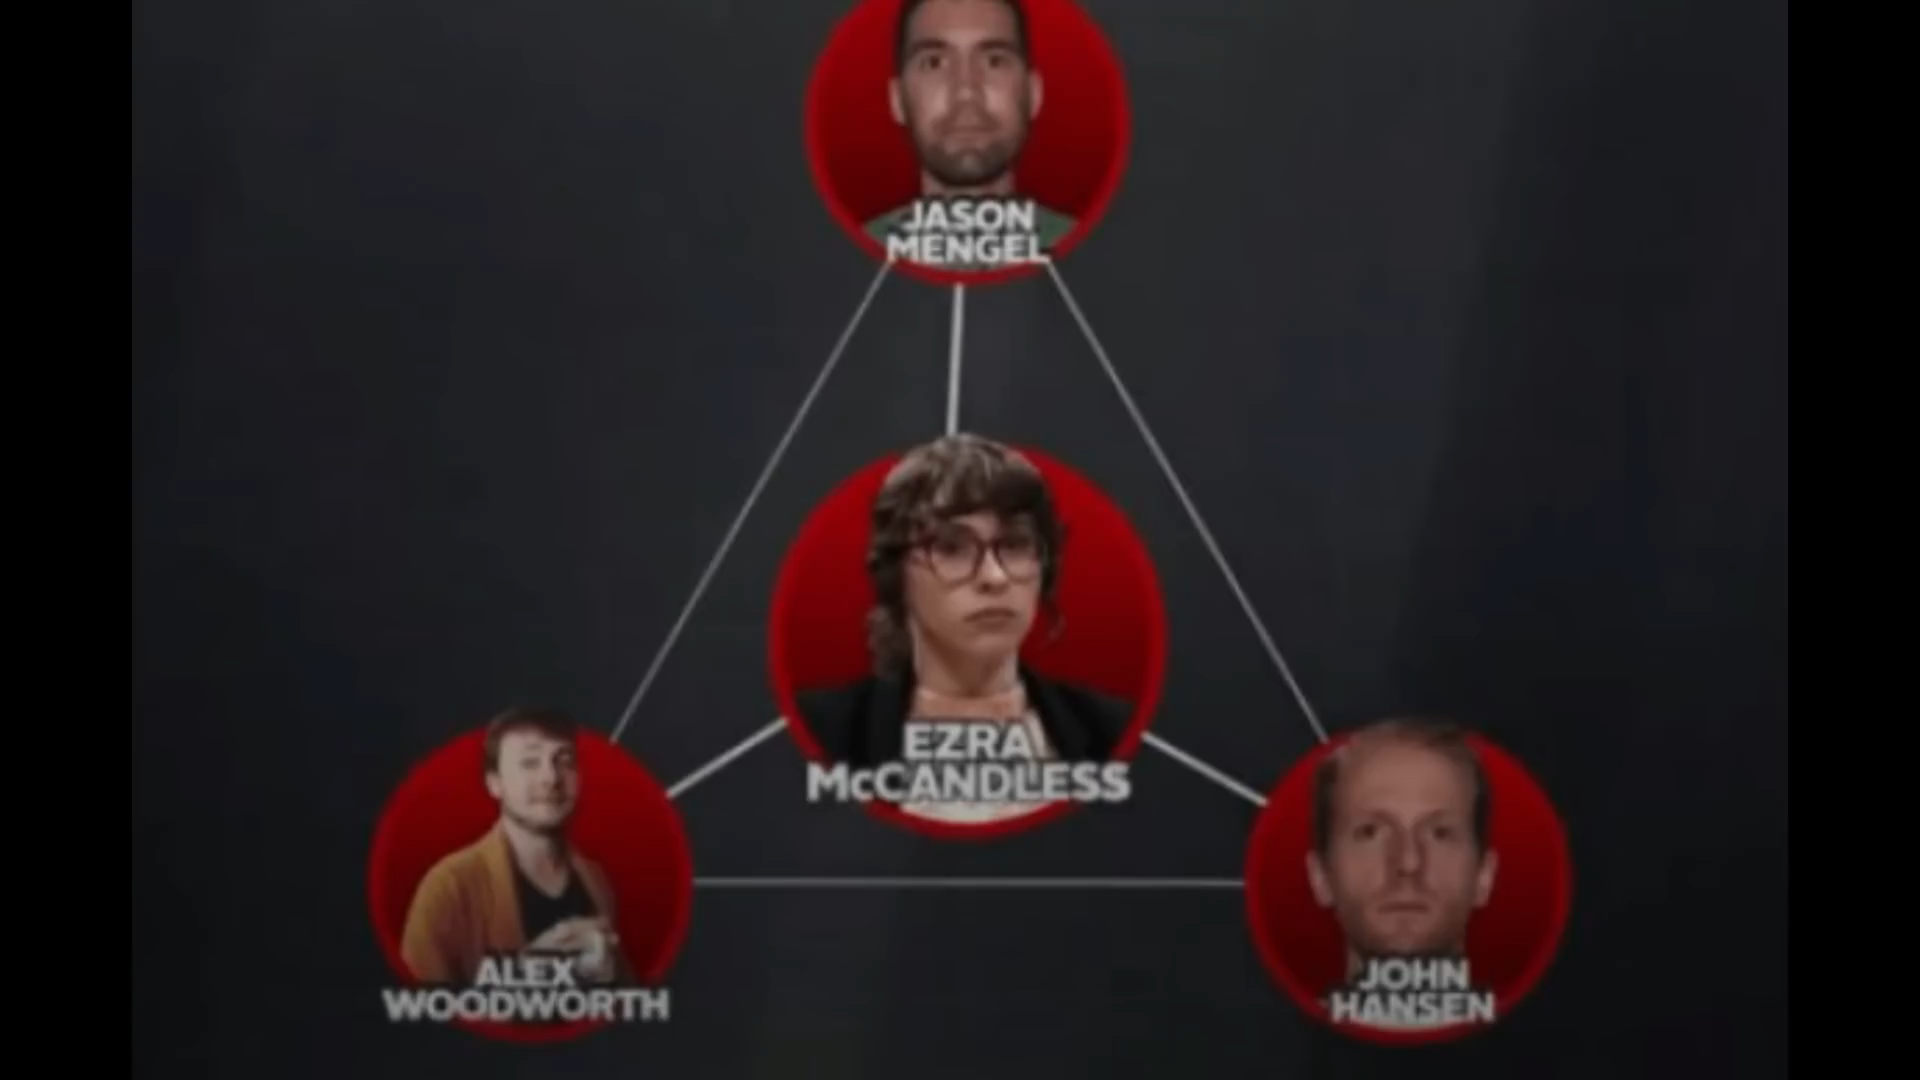 JASON
MENGEL
EZRA
McCANDLESS
ALEX
WOODWORTH
JOHN
HANSEN